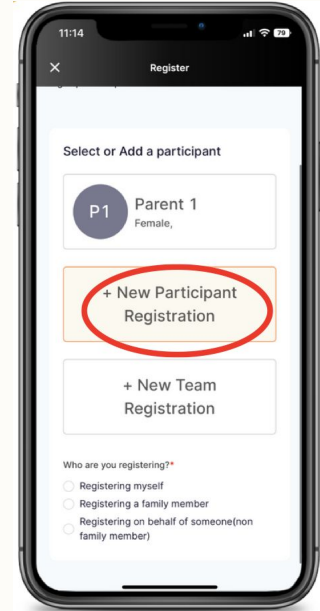 11:14
79
Register
Select or Add a participant
P1
Parent 1
Female,
+ New Participant
Registration
+ New Team
Registration
Who are you registering?*
Registering myself
Registering a family member
Registering on behalf of someone(non
family member)